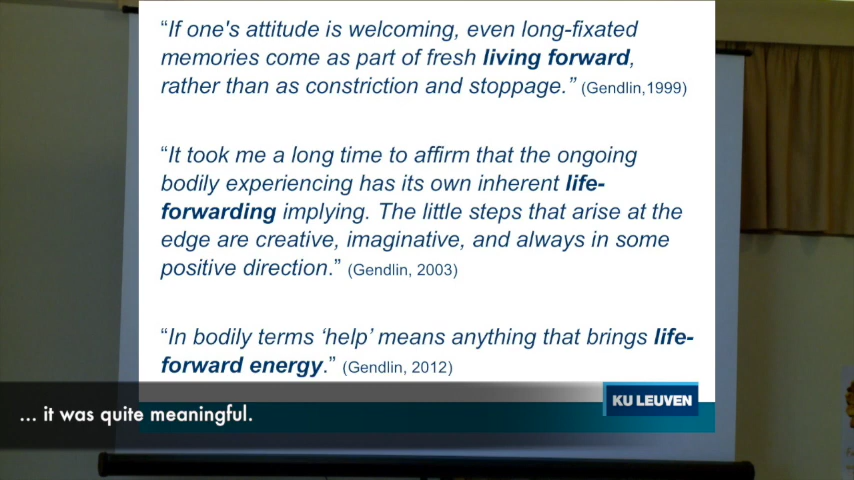 “If one's attitude is welcoming, even long-fixated
memories come as part of fresh living forward,
rather than as constriction and stoppage.” (Gendlin,1999)
“It took me a long time to affirm that the ongoing
bodily experiencing has its own inherent life-
forwarding implying. The little steps that arise at the
edge are creative, imaginative, and always in some
positive direction.” (Gendlin, 2003)
“In bodily terms ‘help’ means anything that brings life-
forward energy.” (Gendlin, 2012)
KU LEUVEN
... it was quite meaningful.